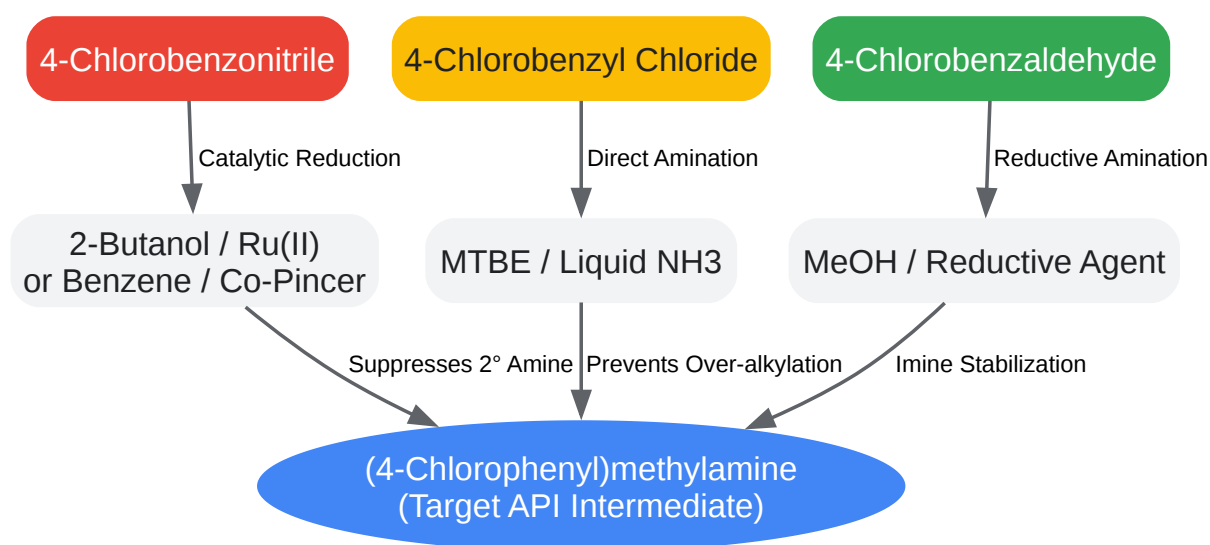 4-Chlorobenzonitrile
4-Chlorobenzyl Chloride
4-Chlorobenzaldehyde
Catalytic Reduction
Direct Amination
Reductive Amination
2-Butanol / Ru(II)
or Benzene / Co-Pincer
MTBE / Liquid NH3
MeOH / Reductive Agent
Suppresses 2° Amine
Prevents Over-alkylation
Imine Stabilization
(4-Chlorophenyl)methylamine
(Target API Intermediate)